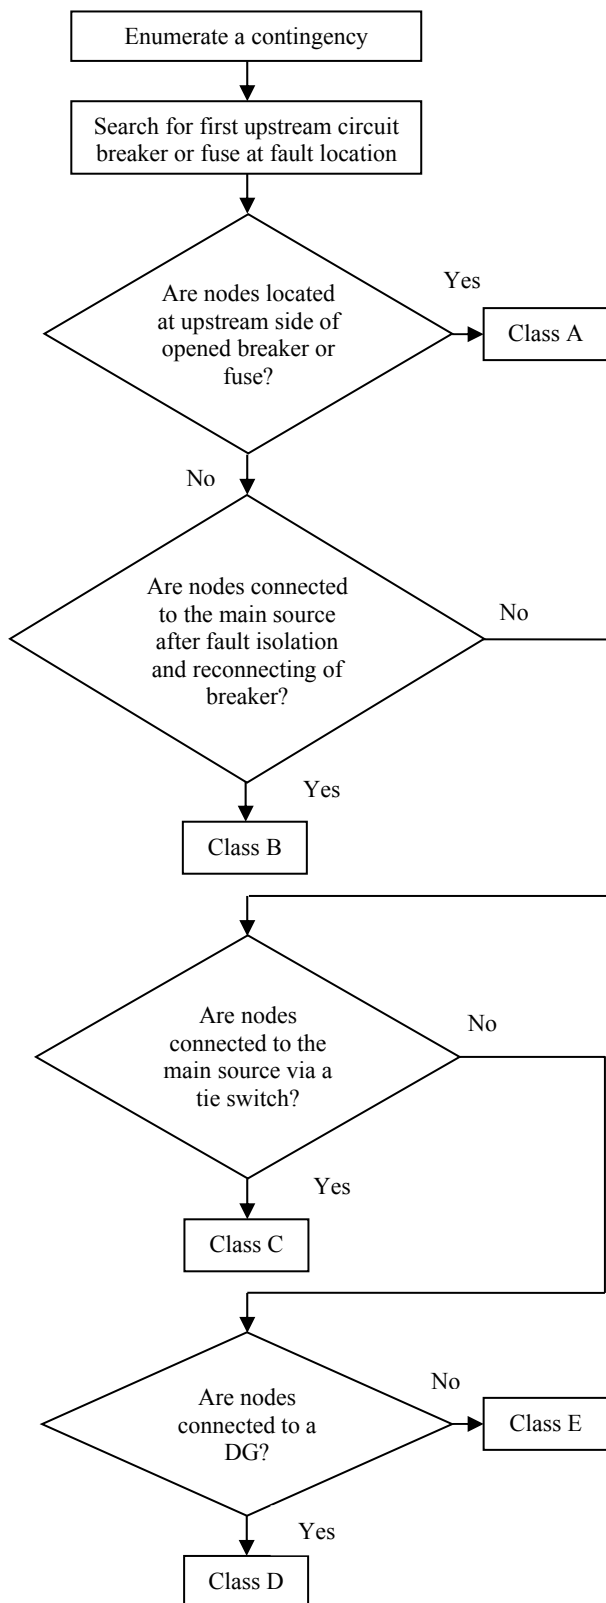 Enumerate a contingency
Search for first upstream circuit
breaker or fuse at fault location
Are nodes located
at upstream side of
opened breaker or
fuse?
Yes
Class A
No
Are nodes connected
to the main source
after fault isolation
and reconnecting of
breaker?
No
Yes
Class B
Are nodes
connected to the
main source via a
tie switch?
No
Yes
Class C
Are nodes
connected to a
DG?
No
Class E
Yes
Class D